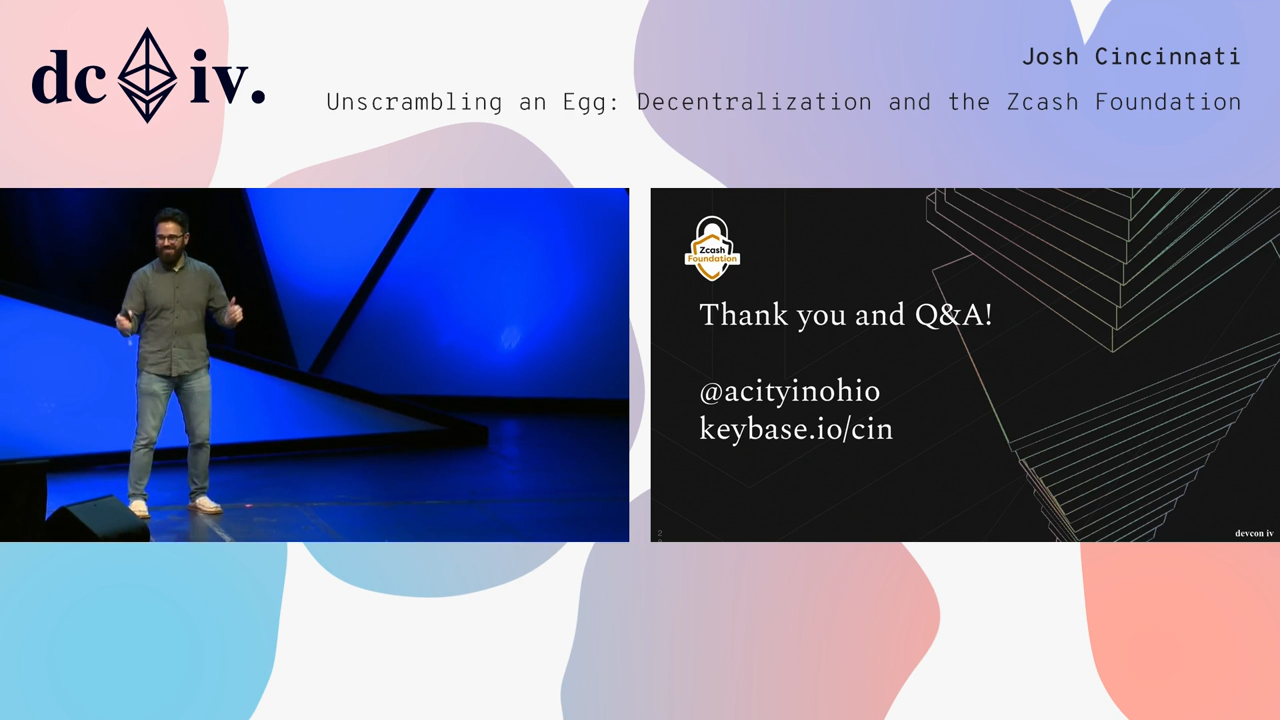 dc iv.
Josh Cincinnati
Unscrambling an Egg: Decentralization and the Zcash Foundation
Zcash
Foundation
Thank you and Q&A!
@acityinohio
keybase.io/cin
devcon iv